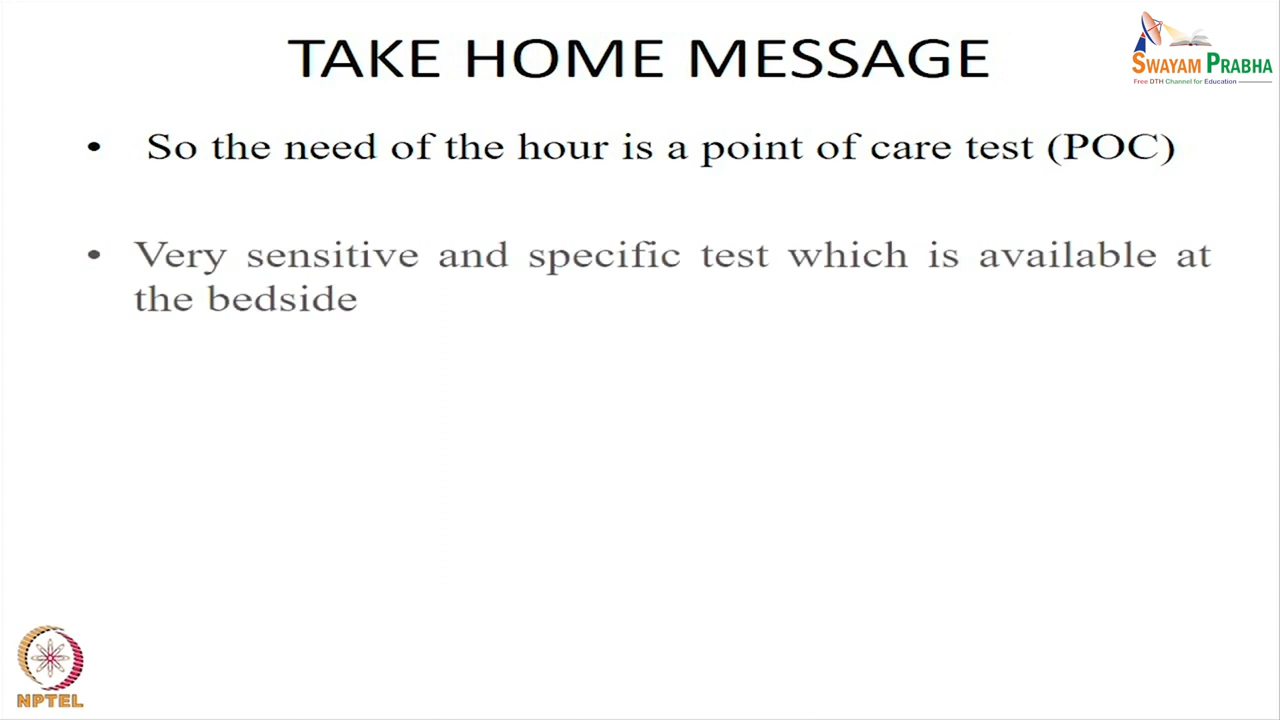 TAKE HOME MESSAGE
SWAYAM PRABHA
Free DTH Channel for Education
• So the need of the hour is a point of care test (POC)
• Very sensitive and specific test which is available at
the bedside
NPTEL